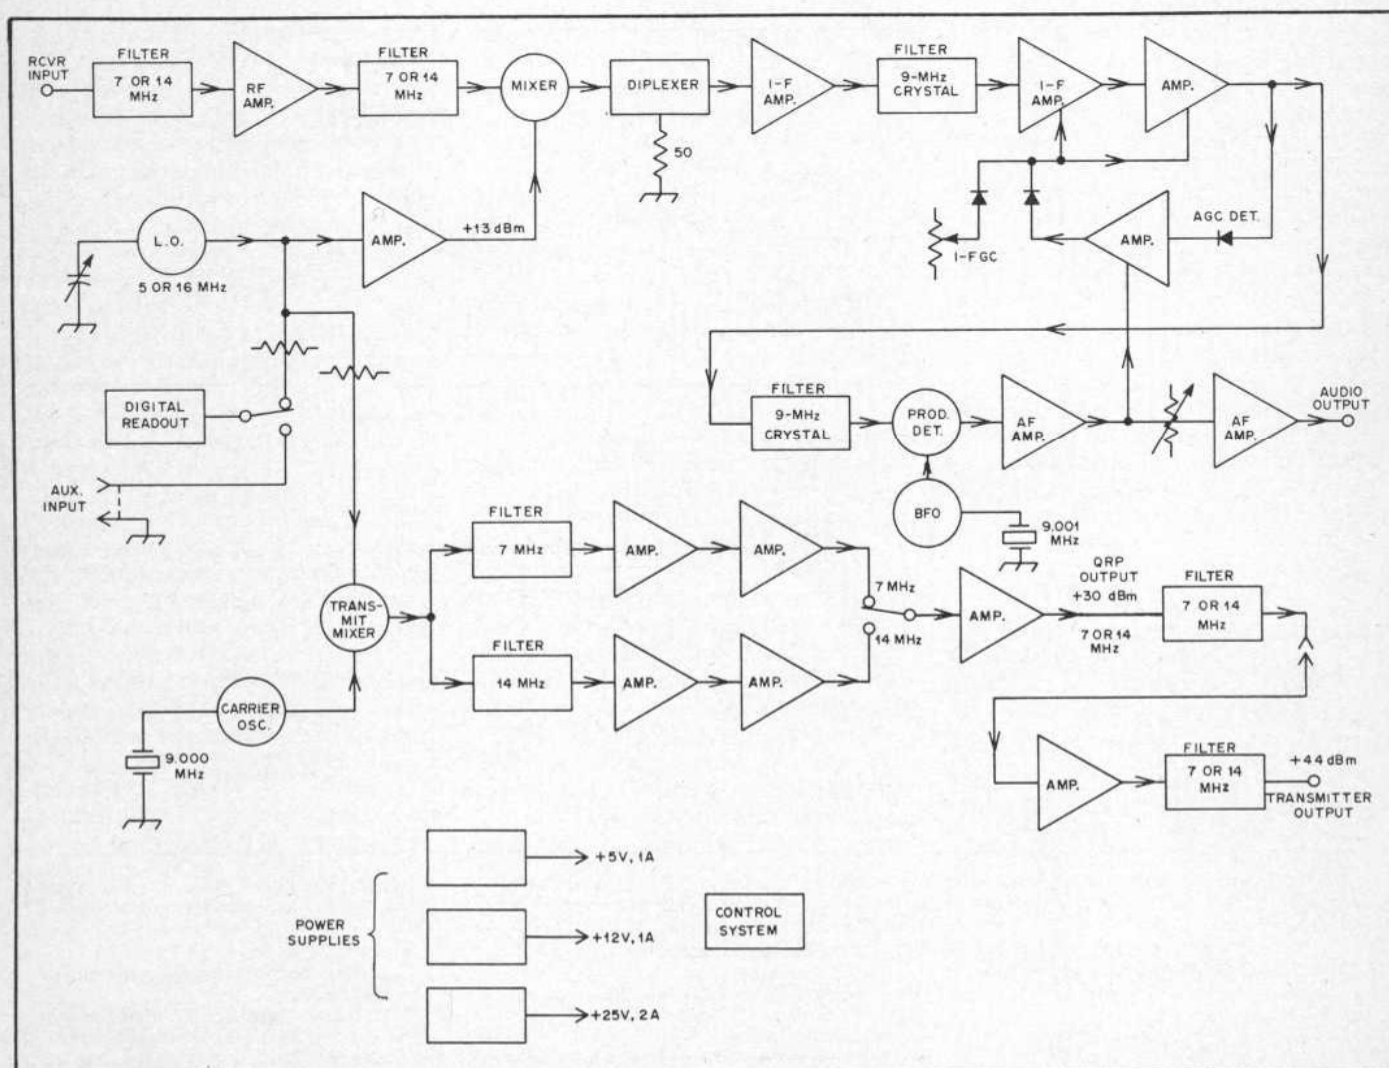 RCVR
INPUT
FILTER
7 OR 14
MHz
RF
AMP.
FILTER
7 OR 14
MHz
MIXER
DIPLEXER
50
I-F
AMP.
FILTER
9-MHz
CRYSTAL
I-F
AMP.
AMP.
L.O.
5 OR 16 MHz
AMP.
+13 dBm
I-F GC
AMP.
AGC DET.
DIGITAL
READOUT
AUX.
INPUT
FILTER
9-MHz
CRYSTAL
PROD.
DET.
AF
AMP.
AF
AMP.
AUDIO
OUTPUT
BFO
9.001
MHz
TRANS-
MIT
MIXER
FILTER
7 MHz
AMP.
AMP.
7 MHz
14 MHz
FILTER
14 MHz
AMP.
AMP.
AMP.
QRP
OUTPUT
+30 dBm
7 OR 14
MHz
FILTER
7 OR 14
MHz
CARRIER
OSC.
9.000
MHz
AMP.
FILTER
7 OR 14
MHz
+44 dBm
TRANSMITTER
OUTPUT
POWER
SUPPLIES
+5V, 1A
+12V, 1A
+25V, 2A
CONTROL
SYSTEM